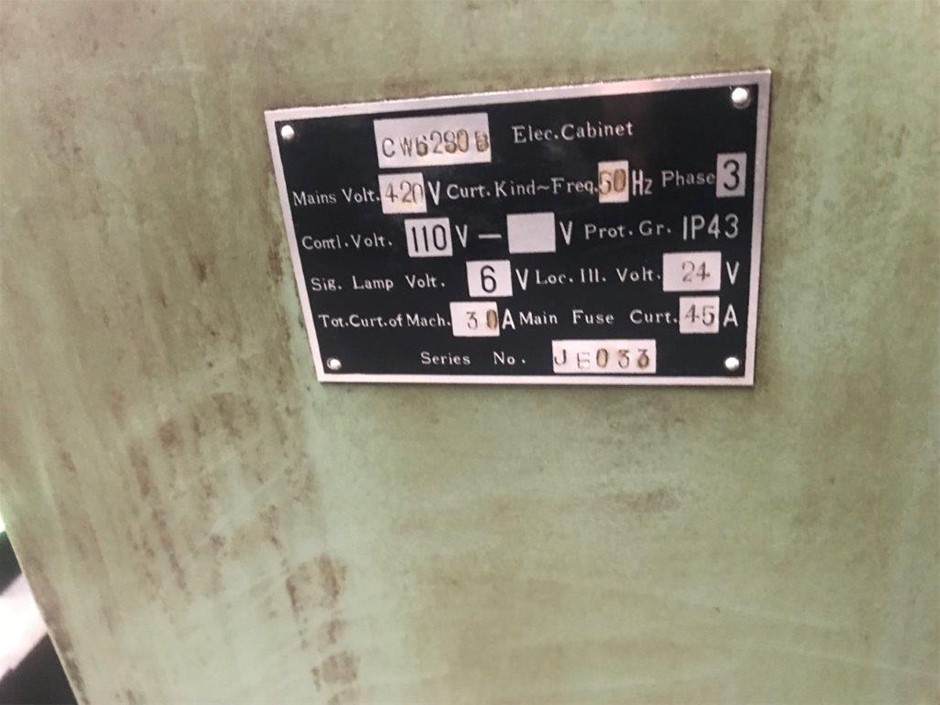 CW6280B Elec.Cabinet
Mains Volt. 420 V Curt. Kind~Freq. 50 Hz Phase 3
Contl.Volt. 110 V — V Prot. Gr. IP43
Sig. Lamp Volt. 6 V Loc. Ill. Volt. 24 V
Tot.Curt.of Mach. 30 A Main Fuse Curt. 45 A
Series No. JE033